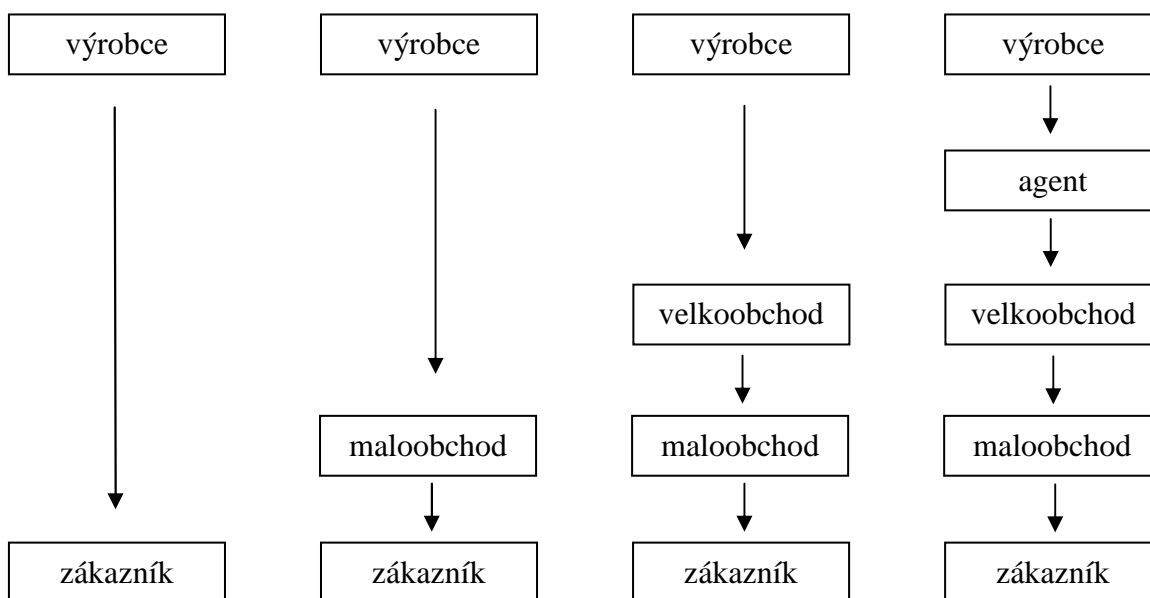 výrobce výrobce výrobce výrobce
agent
velkoobchod velkoobchod
maloobchod maloobchod maloobchod
zákazník zákazník zákazník zákazník